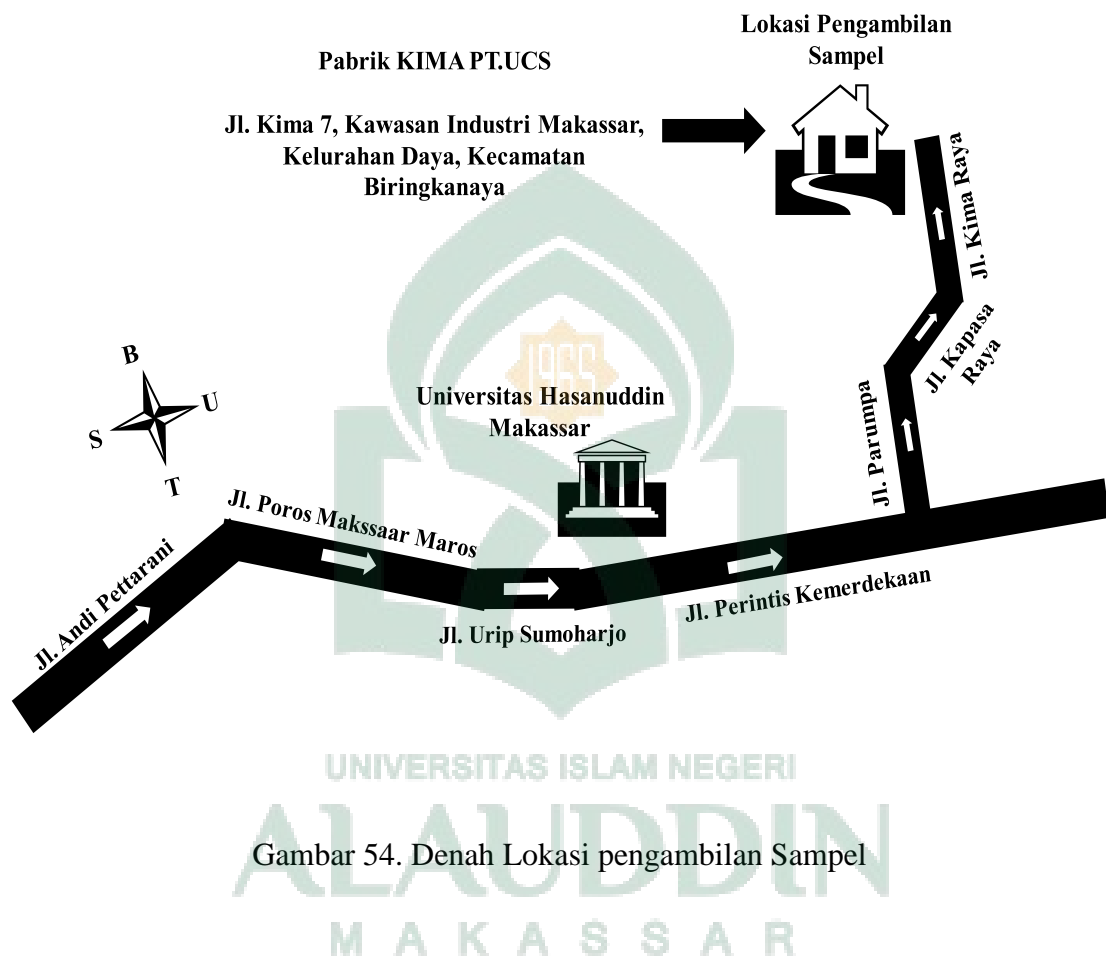 Lokasi Pengambilan
Sampel
Pabrik KIMA PT.UCS
Jl. Kima 7, Kawasan Industri Makassar,
Kelurahan Daya, Kecamatan
Biringkanaya
Jl. Kima Raya
Jl. Kapasa
Raya
Jl. Parumpa
1965
Universitas Hasanuddin
Makassar
B
U
S
T
Jl. Poros Makssaar Maros
Jl. Andi Pettarani
Jl. Urip Sumoharjo
Jl. Perintis Kemerdekaan
UNIVERSITAS ISLAM NEGERI
ALAUDDIN
Gambar 54. Denah Lokasi pengambilan Sampel
MAKASSAR